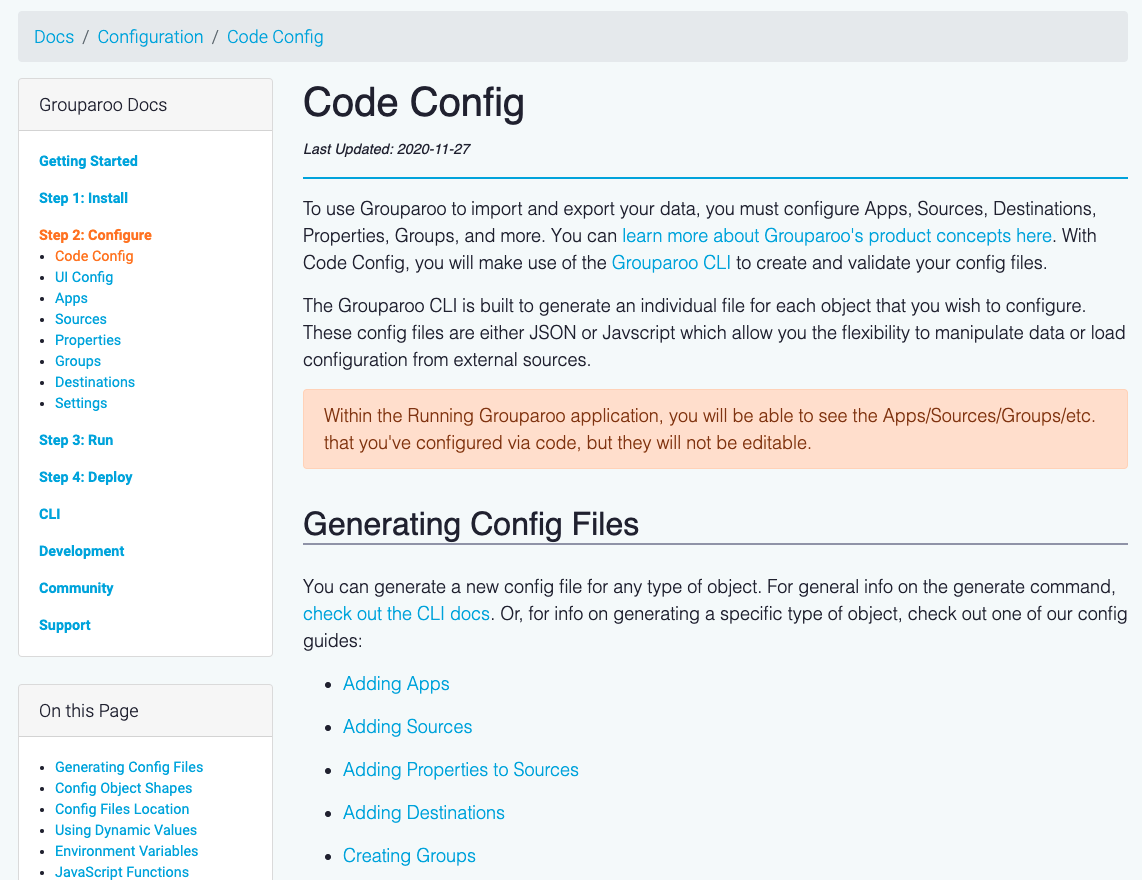 Docs / Configuration / Code Config
Grouparoo Docs
Getting Started
Step 1: Install
Step 2: Configure
Code Config
UI Config
Apps
Sources
Properties
Groups
Destinations
Settings
Step 3: Run
Step 4: Deploy
CLI
Development
Community
Support
On this Page
Generating Config Files
Config Object Shapes
Config Files Location
Using Dynamic Values
Environment Variables
JavaScript Functions
Code Config
Last Updated: 2020-11-27
To use Grouparoo to import and export your data, you must configure Apps, Sources, Destinations,
Properties, Groups, and more. You can learn more about Grouparoo's product concepts here. With
Code Config, you will make use of the Grouparoo CLI to create and validate your config files.
The Grouparoo CLI is built to generate an individual file for each object that you wish to configure.
These config files are either JSON or Javscript which allow you the flexibility to manipulate data or load
configuration from external sources.
Within the Running Grouparoo application, you will be able to see the Apps/Sources/Groups/etc.
that you've configured via code, but they will not be editable.
Generating Config Files
You can generate a new config file for any type of object. For general info on the generate command,
check out the CLI docs. Or, for info on generating a specific type of object, check out one of our config
guides:
Adding Apps
Adding Sources
Adding Properties to Sources
Adding Destinations
Creating Groups